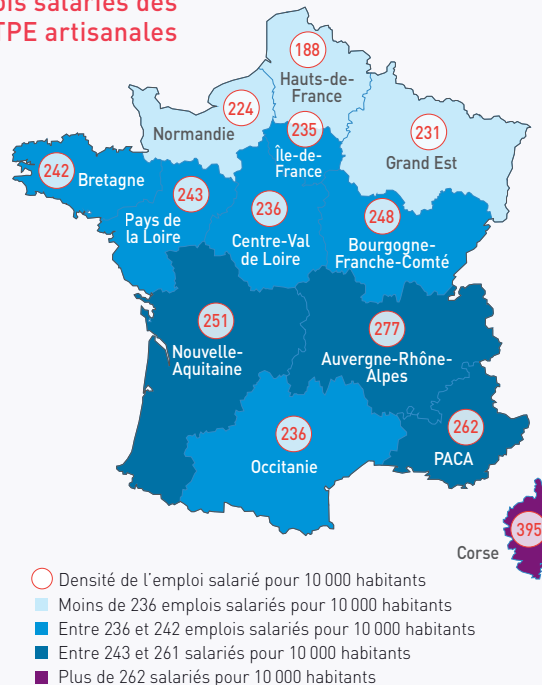 is salariés des
TPE artisanales
188
Hauts-de-
France
224
Normandie
235
Île-de-
France
231
Grand Est
242
Bretagne
243
Pays de
la Loire
236
Centre-Val
de Loire
248
Bourgogne-
Franche-Comté
251
Nouvelle-
Aquitaine
277
Auvergne-Rhône-
Alpes
236
Occitanie
262
PACA
395
Corse
Densité de l'emploi salarié pour 10 000 habitants
Moins de 236 emplois salariés pour 10 000 habitants
Entre 236 et 242 emplois salariés pour 10 000 habitants
Entre 243 et 261 salariés pour 10 000 habitants
Plus de 262 salariés pour 10 000 habitants